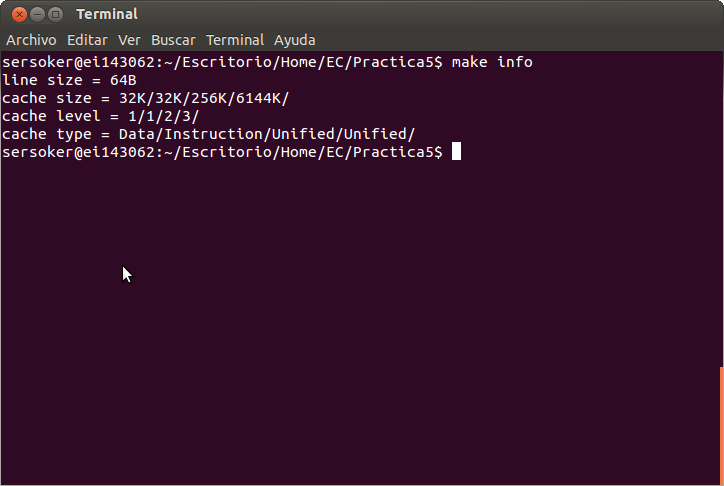 Terminal
Archivo Editar Ver Buscar Terminal Ayuda
sersoker@ei143062:~/Escritorio/Home/EC/Practica5$ make info
line size = 64B
cache size = 32K/32K/256K/6144K/
cache level = 1/1/2/3/
cache type = Data/Instruction/Unified/Unified/
sersoker@ei143062:~/Escritorio/Home/EC/Practica5$